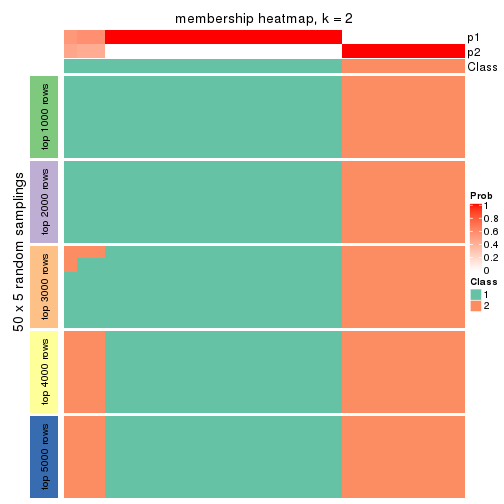 membership heatmap, k = 2
p1
p2
Class
50 x 5 random samplings
top 1000 rows
top 2000 rows
top 3000 rows
top 4000 rows
top 5000 rows
Prob
1
0.8
0.6
0.4
0.2
0
Class
1
2